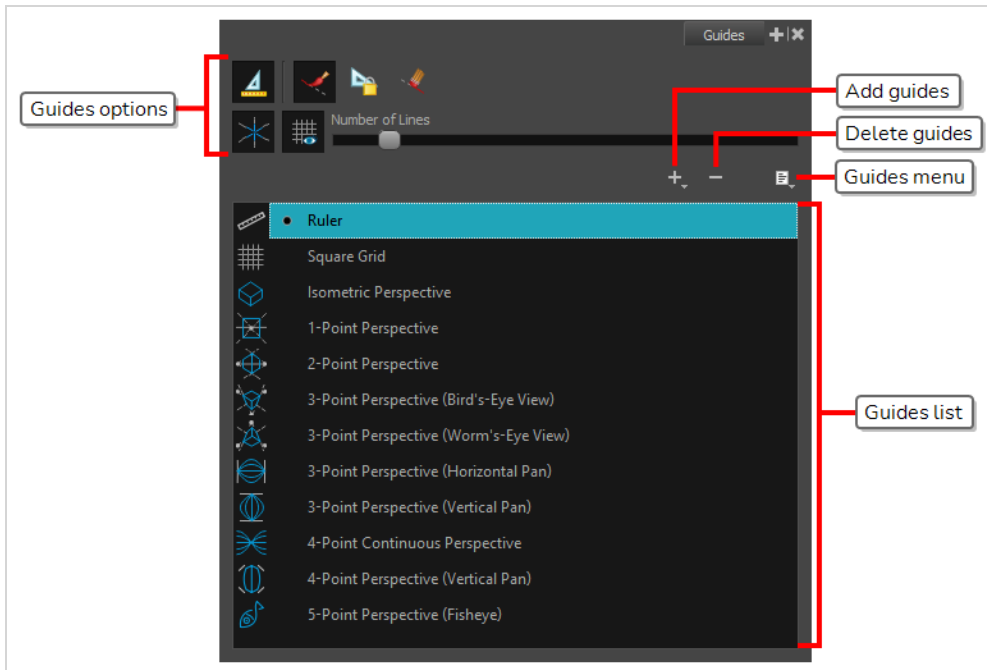 Guides
Guides options
Number of Lines
Add guides
Delete guides
Guides menu
Ruler
Square Grid
Isometric Perspective
1-Point Perspective
2-Point Perspective
3-Point Perspective (Bird's-Eye View)
3-Point Perspective (Worm's-Eye View)
3-Point Perspective (Horizontal Pan)
3-Point Perspective (Vertical Pan)
4-Point Continuous Perspective
4-Point Perspective (Vertical Pan)
5-Point Perspective (Fisheye)
Guides list